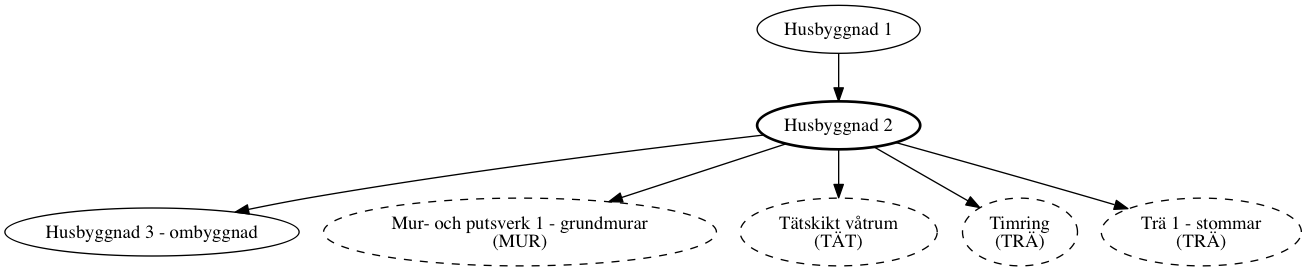 Husbyggnad 1
Husbyggnad 2
Husbyggnad 3 - ombyggnad
Mur- och putsverk 1 - grundmurar
(MUR)
Tätskikt våtrum
(TÄT)
Timring
(TRÄ)
Trä 1 - stommar
(TRÄ)